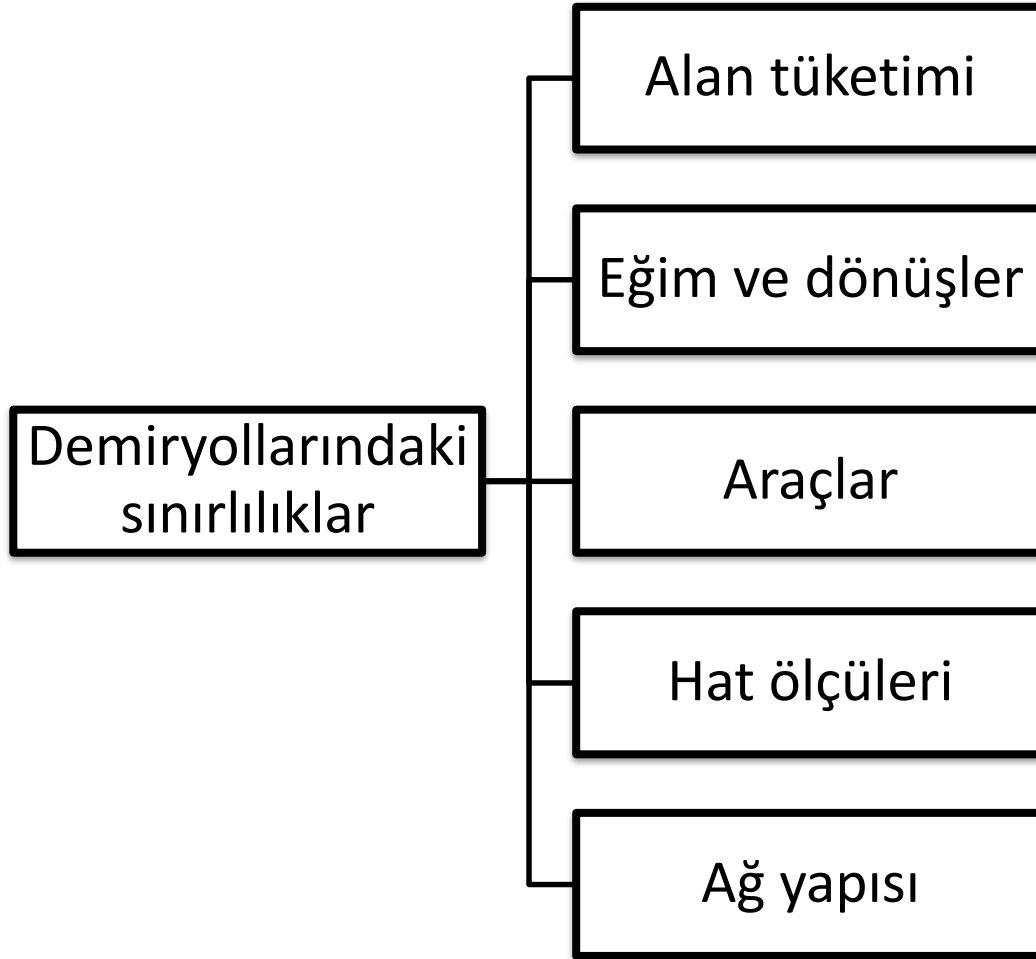 Alan tüketimi
Eğim ve dönüşler
Demiryollarındaki
sınırlılıklar
Araçlar
Hat ölçüleri
Ağ yapısı